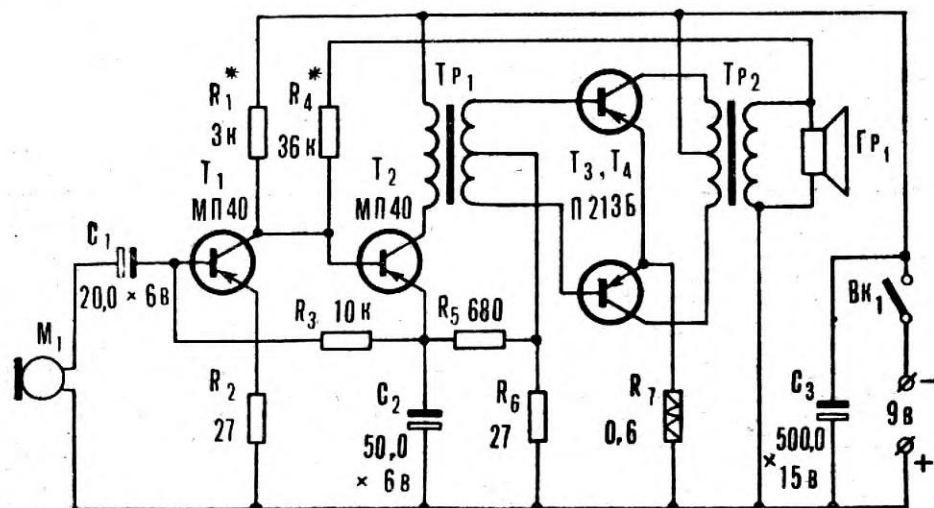 R₁*
3к
R₄*
36к
Тр₁
Тр₂
Гр₁
Т₁
МП40
Т₂
МП40
Т₃, Т₄
П213Б
С₁
20,0 × 6в
М₁
R₂
27
R₃ 10к
R₅ 680
С₂
50,0
× 6в
R₆
27
R₇
0,6
С₃
500,0
× 15в
Вк₁
−
9в
+